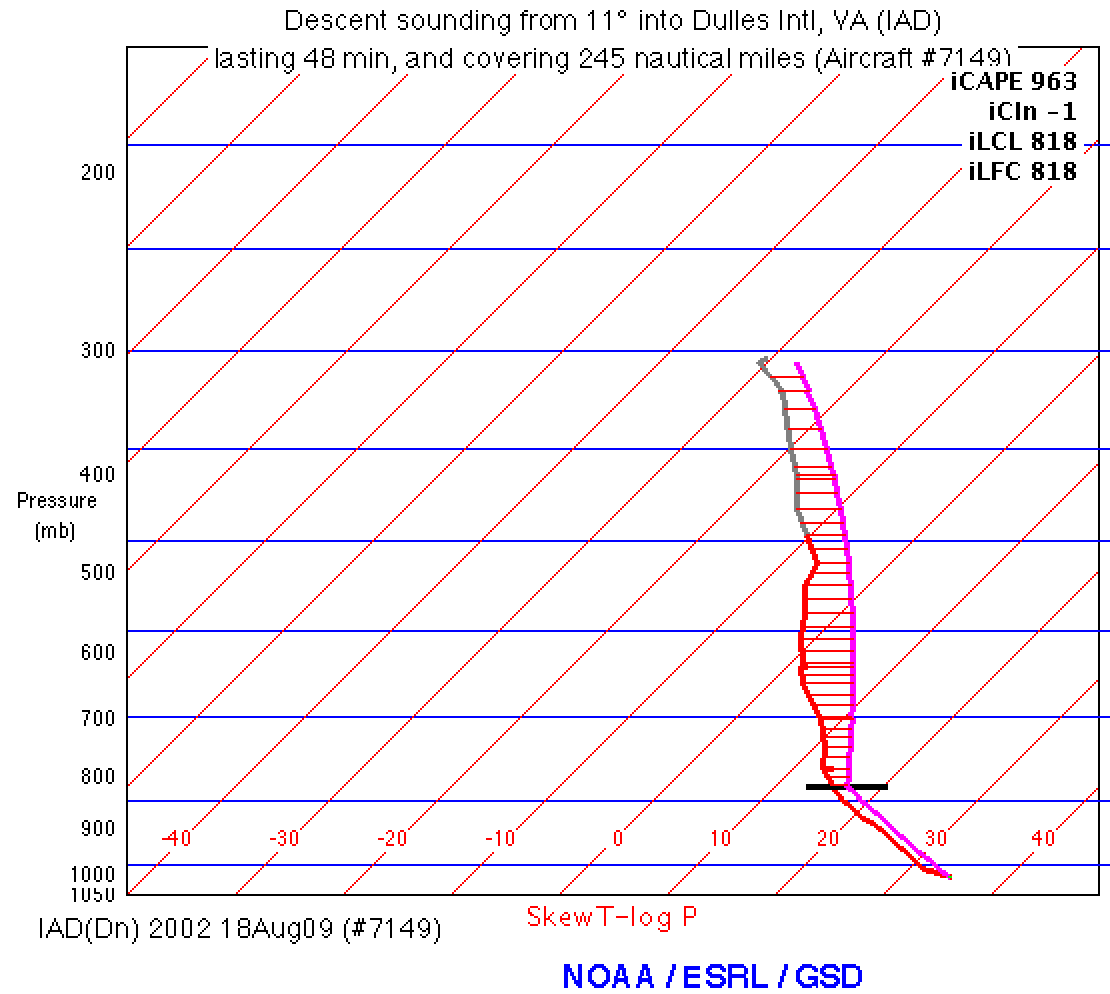 Descent sounding from 11° into Dulles Intl, VA (IAD)
lasting 48 min, and covering 245 nautical miles (Aircraft #7149)
iCAPE 963
iCIn -1
iLCL 818
iLFC 818
200
300
400
Pressure
(mb)
500
600
700
800
900
-40 -30 -20 -10 0 10 20 30 40
1000
1050
SkewT-log P
IAD(Dn) 2002 18Aug09 (#7149)
NOAA / ESRL / GSD